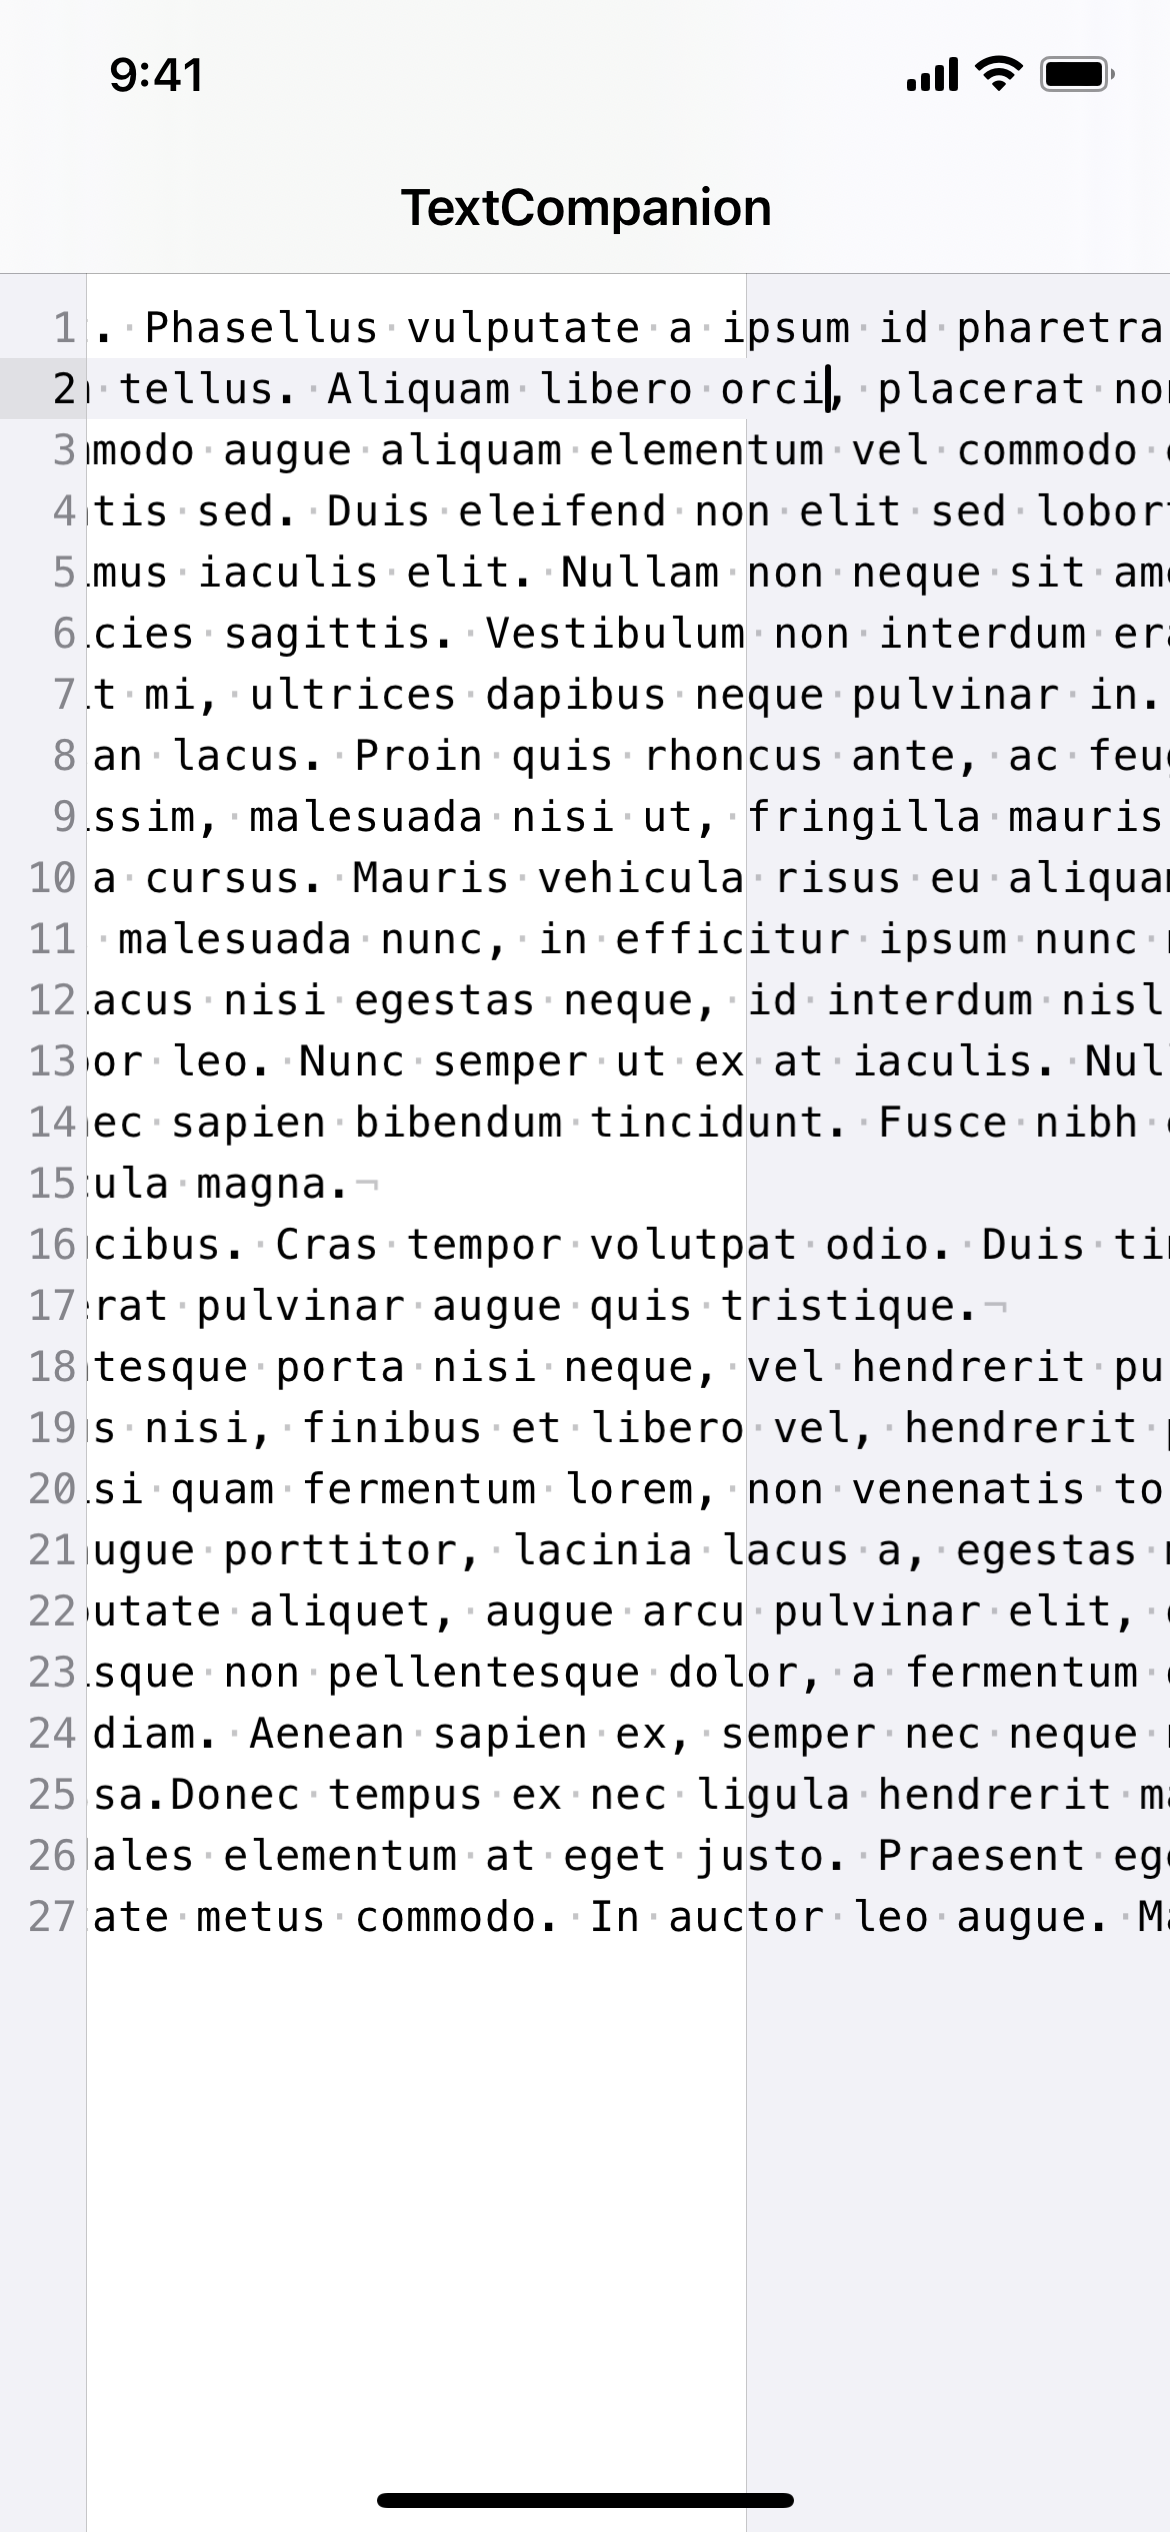 9:41
TextCompanion
1 . Phasellus vulputate a ipsum id pharetra
2 tellus. Aliquam libero orci, placerat
3 modo augue aliquam elementum vel commodo
4 tis sed. Duis eleifend non elit sed
5 mus iaculis elit. Nullam non neque sit
6 cies sagittis. Vestibulum non interdum
7 t mi, ultrices dapibus neque pulvinar in.
8 an lacus. Proin quis rhoncus ante, ac
9 ssim, malesuada nisi ut, fringilla mauris
10 a cursus. Mauris vehicula risus eu
11 malesuada nunc, in efficitur ipsum nunc
12 acus nisi egestas neque, id interdum nisl
13 or leo. Nunc semper ut ex at iaculis. Nul
14 ec sapien bibendum tincidunt. Fusce nibh
15 ula magna.¬
16 cibus. Cras tempor volutpat odio. Duis
17 rat pulvinar augue quis tristique.¬
18 tesque porta nisi neque, vel hendrerit pu
19 s nisi, finibus et libero vel, hendrerit
20 si quam fermentum lorem, non venenatis to
21 ugue porttitor, lacinia lacus a, egestas
22 utate aliquet, augue arcu pulvinar elit,
23 sque non pellentesque dolor, a fermentum
24 diam. Aenean sapien ex, semper nec neque
25 sa.Donec tempus ex nec ligula hendrerit
26 ales elementum at eget justo. Praesent
27 ate metus commodo. In auctor leo augue.